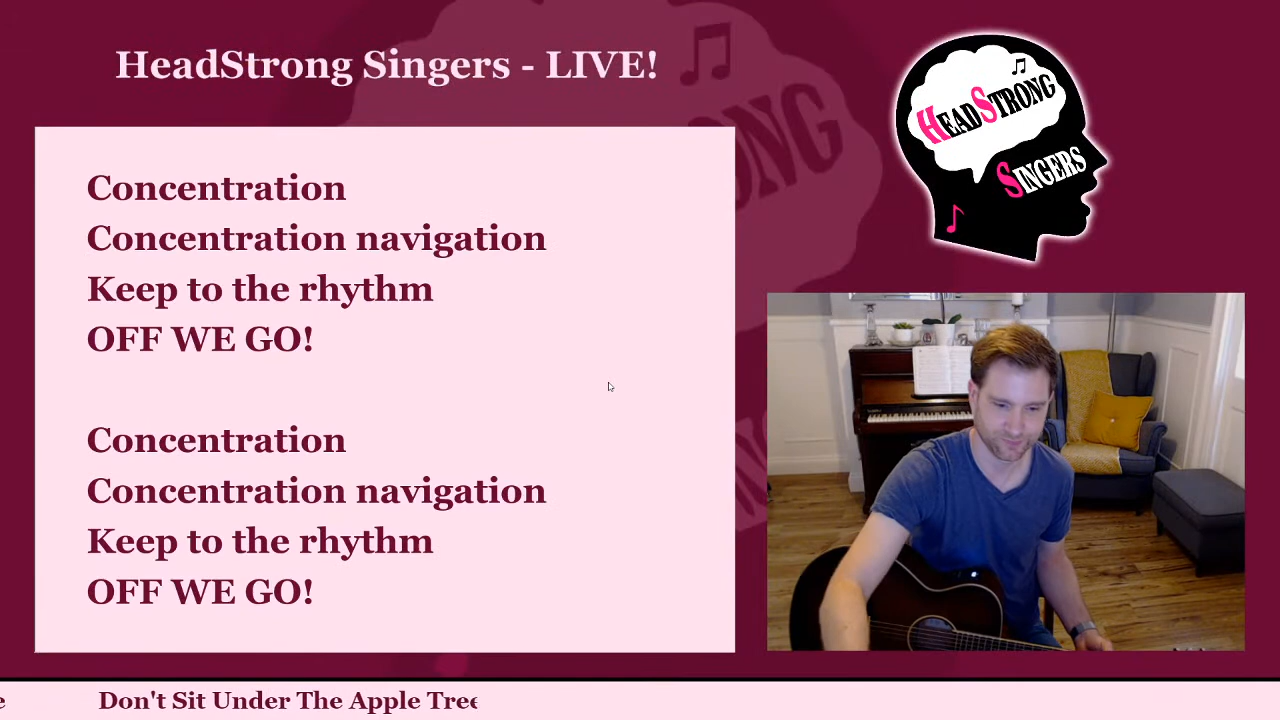 HeadStrong Singers - LIVE!
HEADSTRONG
SINGERS
Concentration
Concentration navigation
Keep to the rhythm
OFF WE GO!
Concentration
Concentration navigation
Keep to the rhythm
OFF WE GO!
Don't Sit Under The Apple Tree